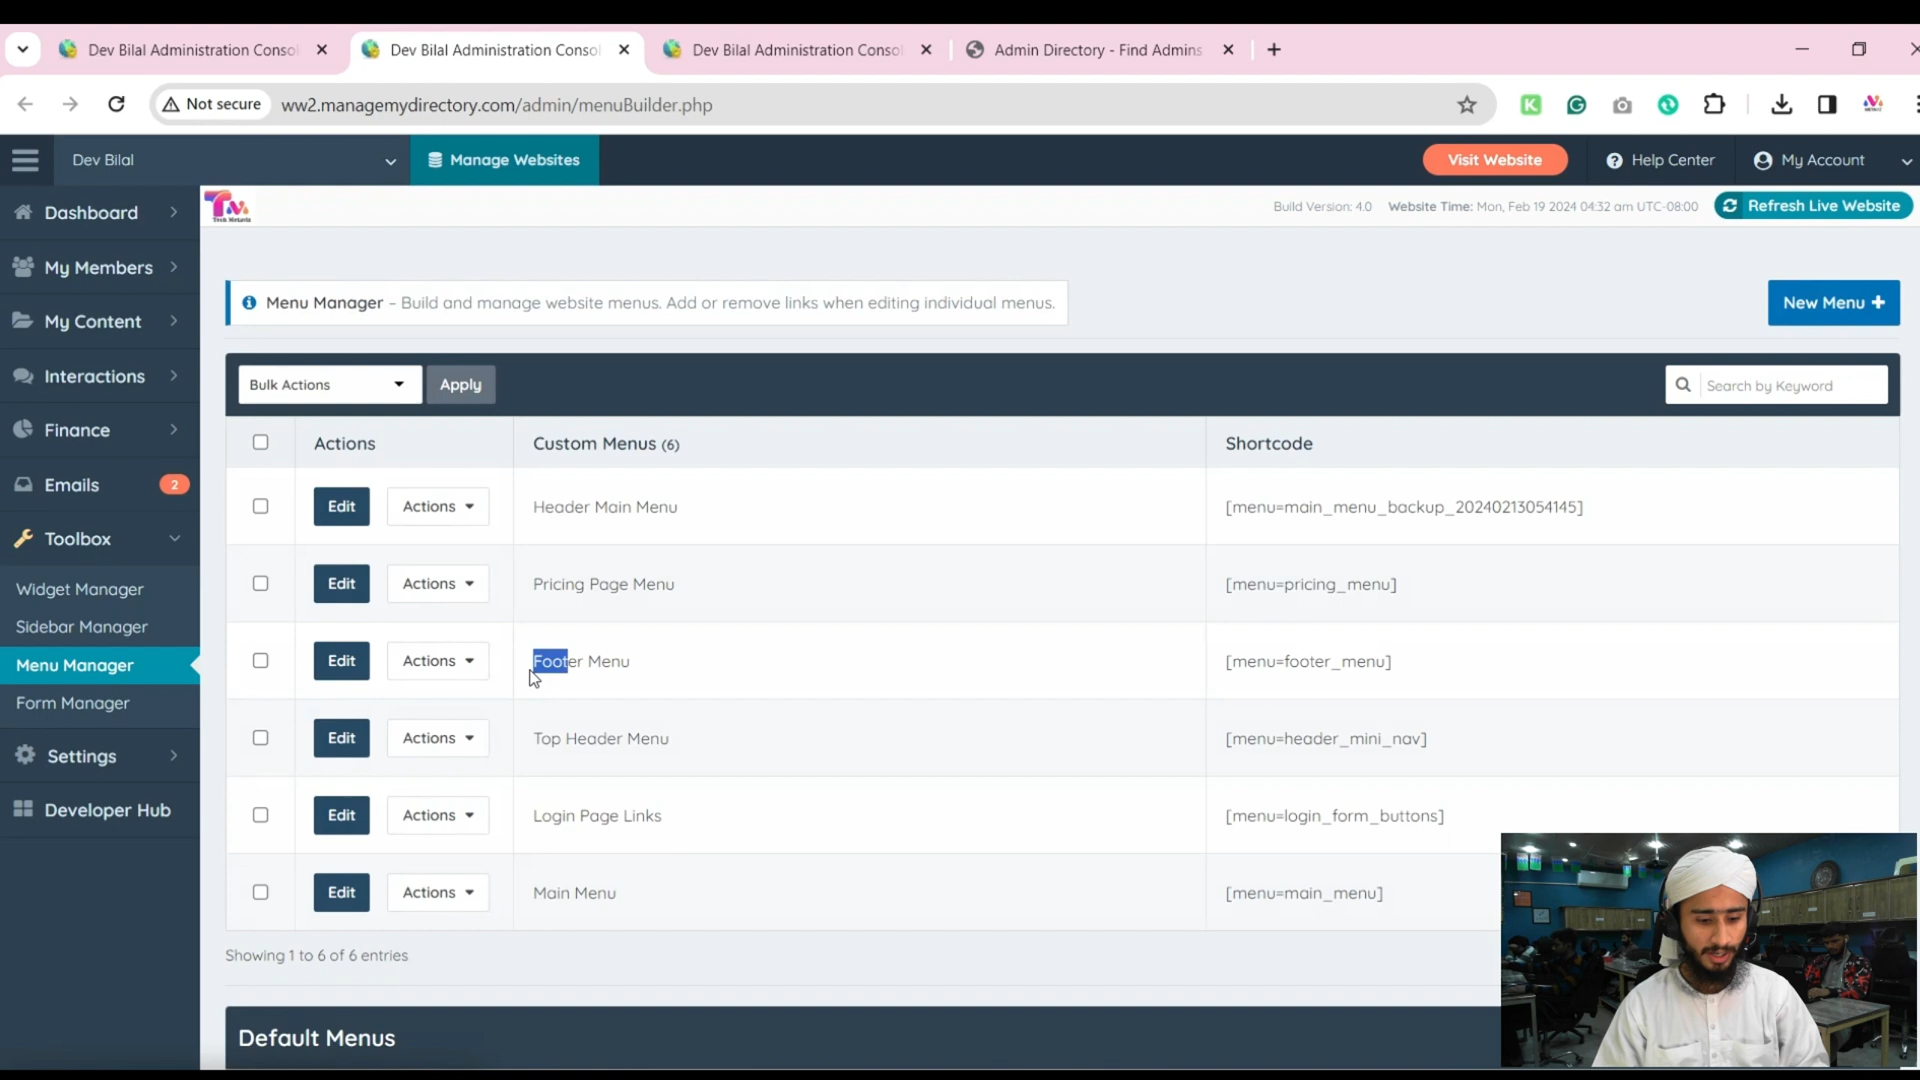 Dev Bilal Administration Consol
Dev Bilal Administration Consol
Dev Bilal Administration Consol
Admin Directory - Find Admins
Not secure
ww2.managemydirectory.com/admin/menuBuilder.php
Dev Bilal
Manage Websites
Visit Website
Help Center
My Account
Build Version: 4.0
Website Time: Mon, Feb 19 2024 04:32 am UTC-08:00
Refresh Live Website
Dashboard
My Members
My Content
Interactions
Finance
Emails 2
Toolbox
Widget Manager
Sidebar Manager
Menu Manager
Form Manager
Settings
Developer Hub
Menu Manager – Build and manage website menus. Add or remove links when editing individual menus.
New Menu
Bulk Actions
Apply
Search by Keyword
Actions Custom Menus (6) Shortcode
Edit Actions Header Main Menu [menu=main_menu_backup_20240213054145]
Edit Actions Pricing Page Menu [menu=pricing_menu]
Edit Actions Footer Menu [menu=footer_menu]
Edit Actions Top Header Menu [menu=header_mini_nav]
Edit Actions Login Page Links [menu=login_form_buttons]
Edit Actions Main Menu [menu=main_menu]
Showing 1 to 6 of 6 entries
Default Menus